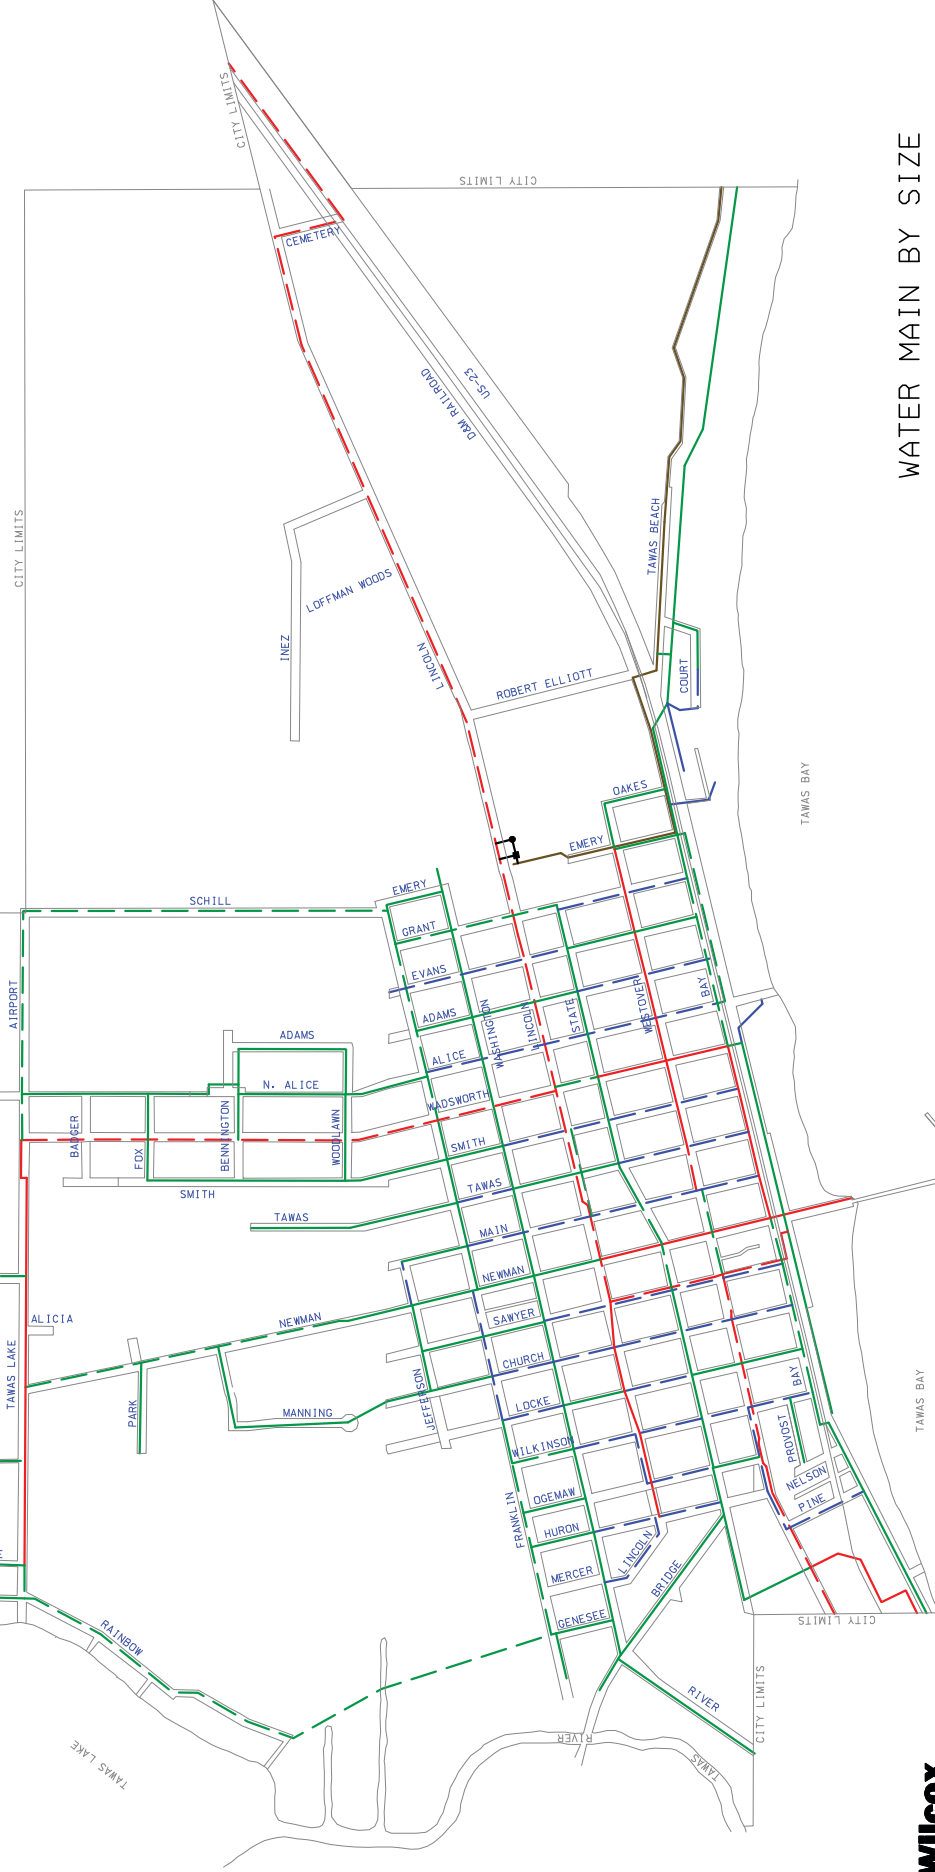 CITY LIMITS
CITY LIMITS
CEMETERY
US-23
D&M RAILROAD
CITY LIMITS
WATER MAIN BY SIZE
TAWAS BEACH
LOFFMAN WOODS
INEZ
LINCOLN
ROBERT ELLIOTT
COURT
TAWAS BAY
OAKES
EMERY
EMERY
SCHILL
GRANT
EVANS
AIRPORT
ADAMS
WASHINGTON
LINCOLN
STATE
WESTOVER
BAY
ADAMS
ALICE
N. ALICE
WADSWORTH
BADGER
FOX
BENNINGTON
WOODLAWN
SMITH
SMITH
TAWAS
TAWAS
MAIN
NEWMAN
NEWMAN
SAWYER
ALICIA
TAWAS LAKE
CHURCH
PARK
MANNING
JEFFERSON
LOCKE
BAY
TAWAS BAY
PROVOST
WILKINSON
NELSON
PINE
OGEMAW
FRANKLIN
HURON
LINCOLN
MERCER
BRIDGE
E
GENESEE
CITY LIMITS
RAINBOW
RIVER
CITY LIMITS
RIVER
TAWAS
TAWAS LAKE
Wilcox